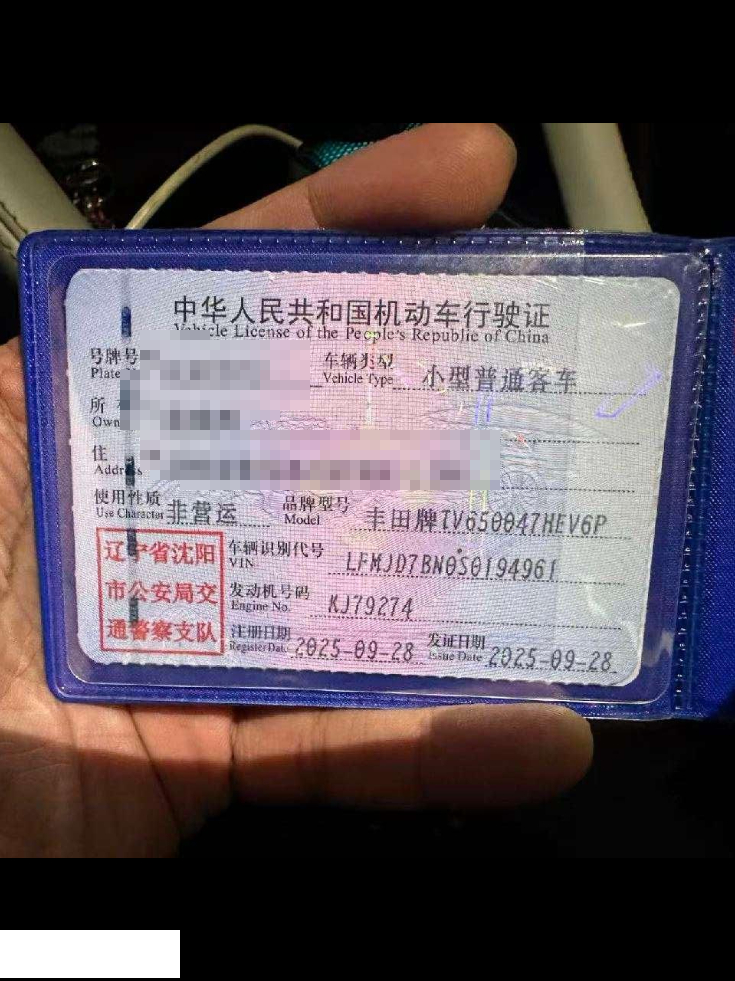 中华人民共和国机动车行驶证
Vehicle License of the People's Republic of China
号牌号
Plate
车辆类型
Vehicle Type
小型普通客车
所
Own
住
Address
使用性质
Use Character
非营运
品牌型号
Model
丰田牌TV650047HEV6P
辽宁省沈阳
市公安局交
通警察支队
车辆识别代号
VIN
LFMJD7BN0S0194961
发动机号码
Engine No.
KJ79274
注册日期
Register Date
2025-09-28
发证日期
Issue Date
2025-09-28